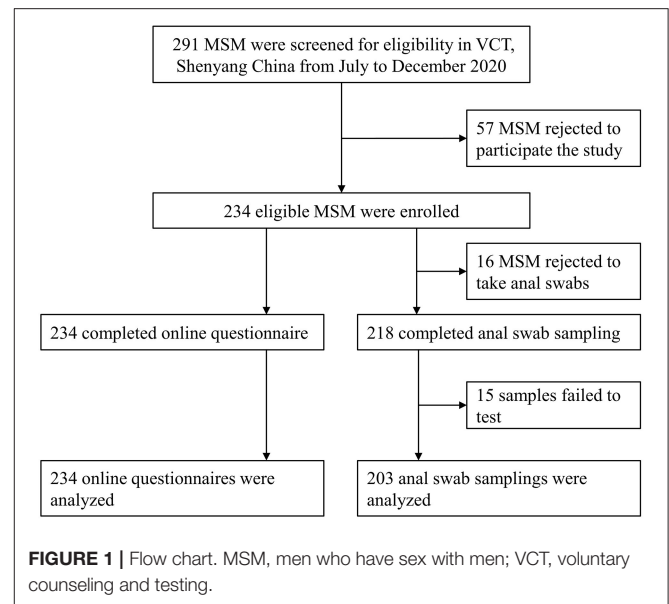 291 MSM were screened for eligibility in VCT,
Shenyang China from July to December 2020
57 MSM rejected to
participate the study
234 eligible MSM were enrolled
16 MSM rejected to
take anal swabs
234 completed online questionnaire
218 completed anal swab sampling
15 samples failed to
test
234 online questionnaires were
analyzed
203 anal swab samplings were
analyzed
FIGURE 1 | Flow chart. MSM, men who have sex with men; VCT, voluntary
counseling and testing.